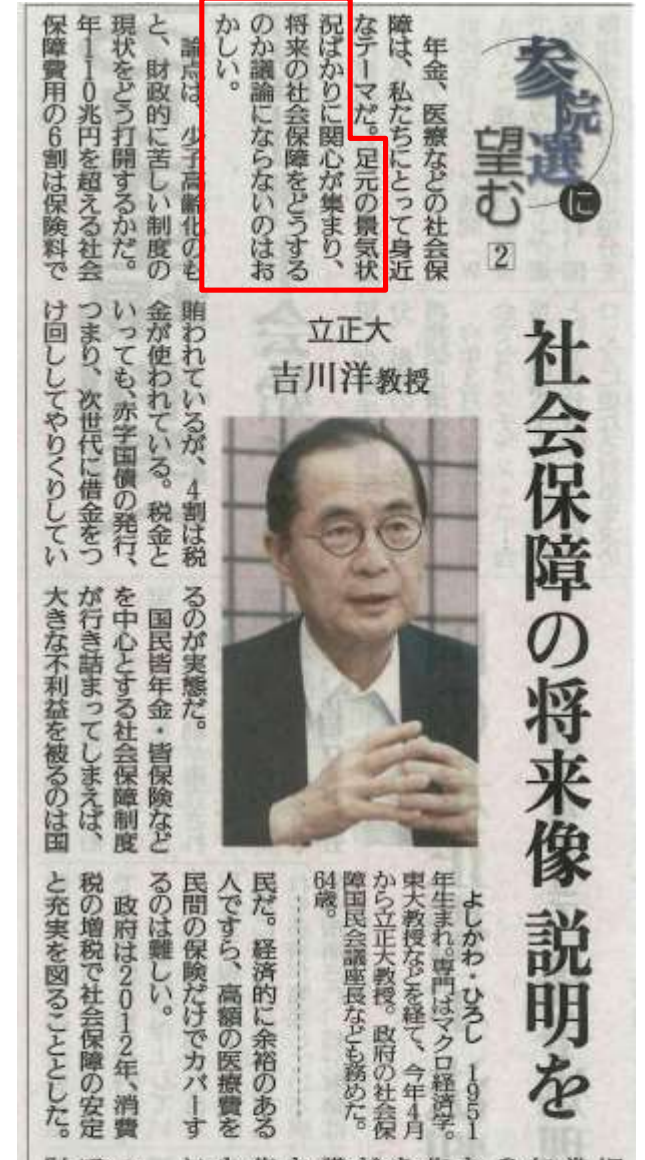 参院選に
望む
2
社会保障の将来像 説明を
立正大
吉川洋教授
年金、医療などの社会保
障は、私たちにとって身近
なテーマだ。足元の景気状
況ばかりに関心が集まり、
将来の社会保障をどうする
のか議論にならないのはお
かしい。
論点は、少子高齢化のも
と、財政的に苦しい制度の
現状をどう打開するかだ。
年110兆円を超える社会
保障費用の6割は保険料で
賄われているが、4割は税
金が使われている。税金と
いっても、赤字国債の発行、
つまり、次世代に借金をつ
け回ししてやりくりしてい
るのが実態だ。
国民皆年金・皆保険など
を中心とする社会保障制度
が行き詰まってしまえば、
大きな不利益を被るのは国
民だ。経済的に余裕のある
人ですら、高額の医療費を
民間の保険だけでカバーす
るのは難しい。
政府は2012年、消費
税の増税で社会保障の安定
と充実を図ることとした。
よしかわ・ひろし 1951
年生まれ。専門はマクロ経済学。
東大教授などを経て、今年4月
から立正大教授。政府の社会保
障国民会議座長なども務めた。
64歳。